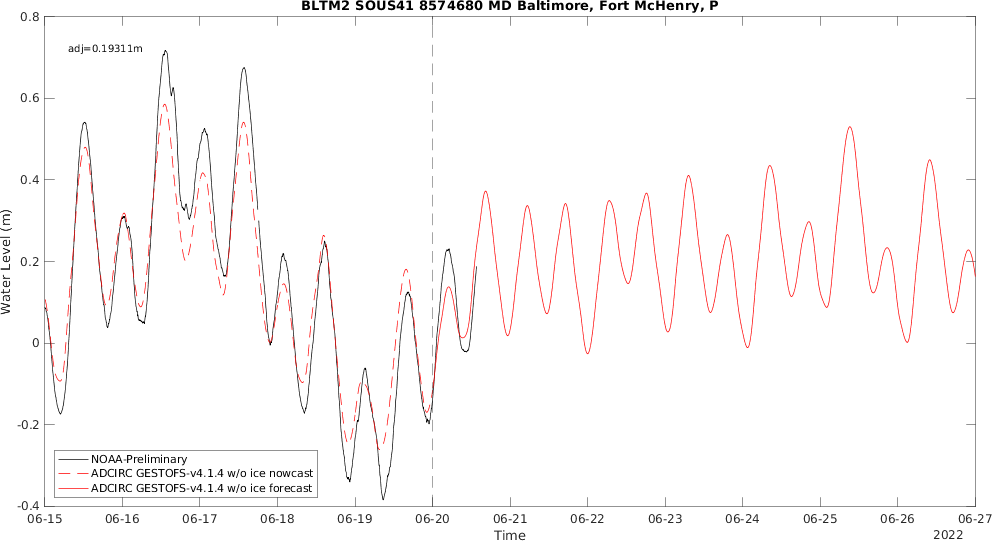 BLTM2 SOUS41 8574680 MD Baltimore, Fort McHenry, P
adj=0.19311m
Water Level (m)
0.8
0.6
0.4
0.2
0
-0.2
-0.4
NOAA-Preliminary
ADCIRC GESTOFS-v4.1.4 w/o ice nowcast
ADCIRC GESTOFS-v4.1.4 w/o ice forecast
06-15 06-16 06-17 06-18 06-19 06-20 06-21 06-22 06-23 06-24 06-25 06-26 06-27
Time
2022